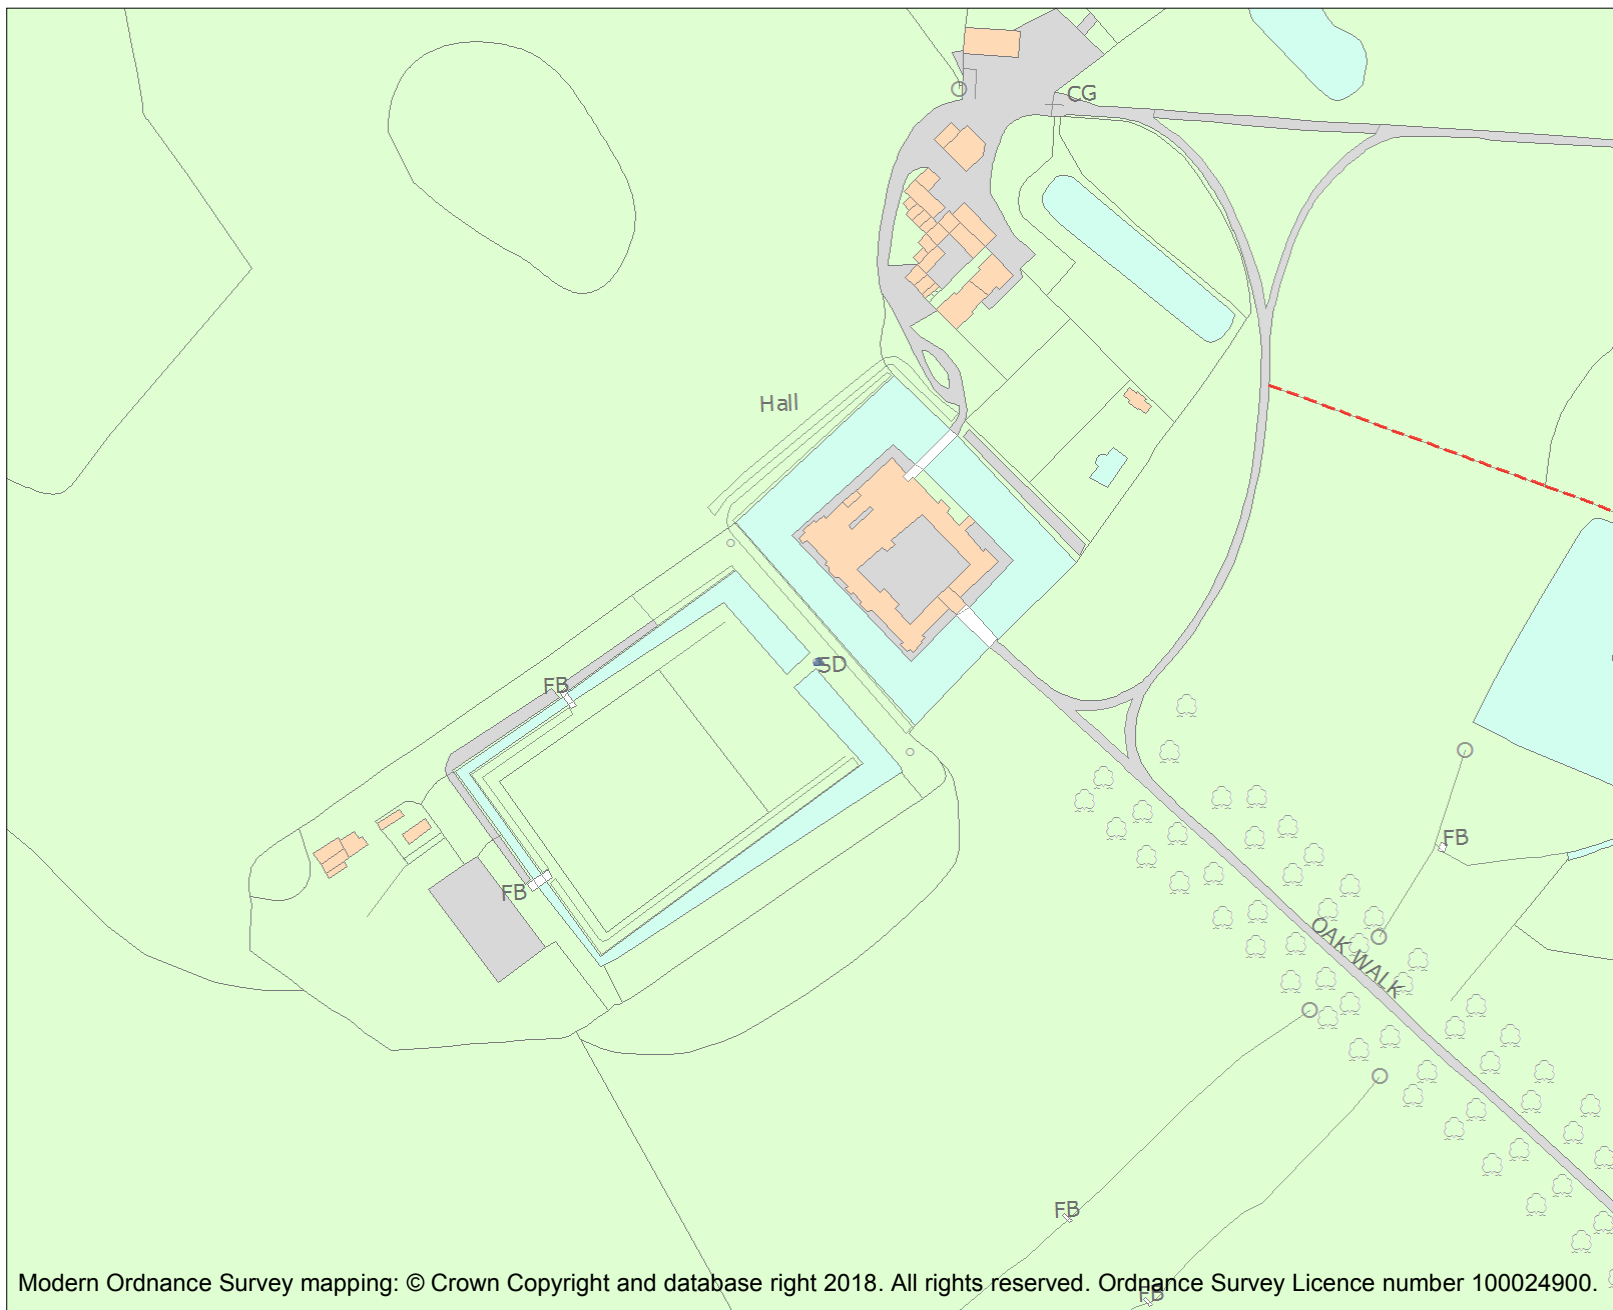 CG
Hall
SD
FB
FB
FB
OAK WALK
FB
FB
Modern Ordnance Survey mapping: © Crown Copyright and database right 2018. All rights reserved. Ordnance Survey Licence number 100024900.